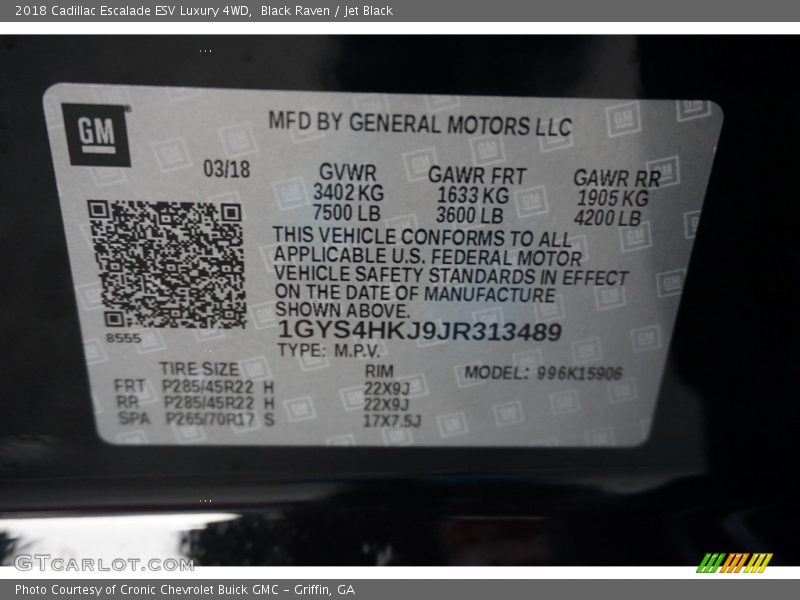 2018 Cadillac Escalade ESV Luxury 4WD, Black Raven / Jet Black
GM
MFD BY GENERAL MOTORS LLC
03/18
GVWR GAWR FRT GAWR RR
3402 KG 1633 KG 1905 KG
7500 LB 3600 LB 4200 LB
THIS VEHICLE CONFORMS TO ALL
APPLICABLE U.S. FEDERAL MOTOR
VEHICLE SAFETY STANDARDS IN EFFECT
ON THE DATE OF MANUFACTURE
SHOWN ABOVE.
8555
1GYS4HKJ9JR313489
TYPE: M.P.V.
TIRE SIZE RIM MODEL: 996K15906
FRT P285/45R22 H 22X9J
RR P285/45R22 H 22X9J
SPA P265/70R17 S 17X7.5J
GTcarlot.com
Photo Courtesy of Cronic Chevrolet Buick GMC – Griffin, GA